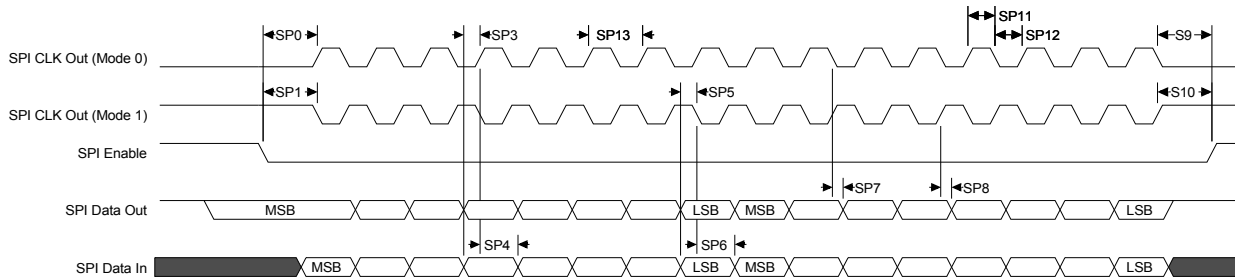 SP11
SP0
SP3
SP13
SP12
S9
SPI CLK Out (Mode 0)
SP1
SP5
S10
SPI CLK Out (Mode 1)
SPI Enable
SP7
SP8
SPI Data Out
MSB
LSB
MSB
LSB
SP4
SP6
SPI Data In
MSB
LSB
MSB
LSB